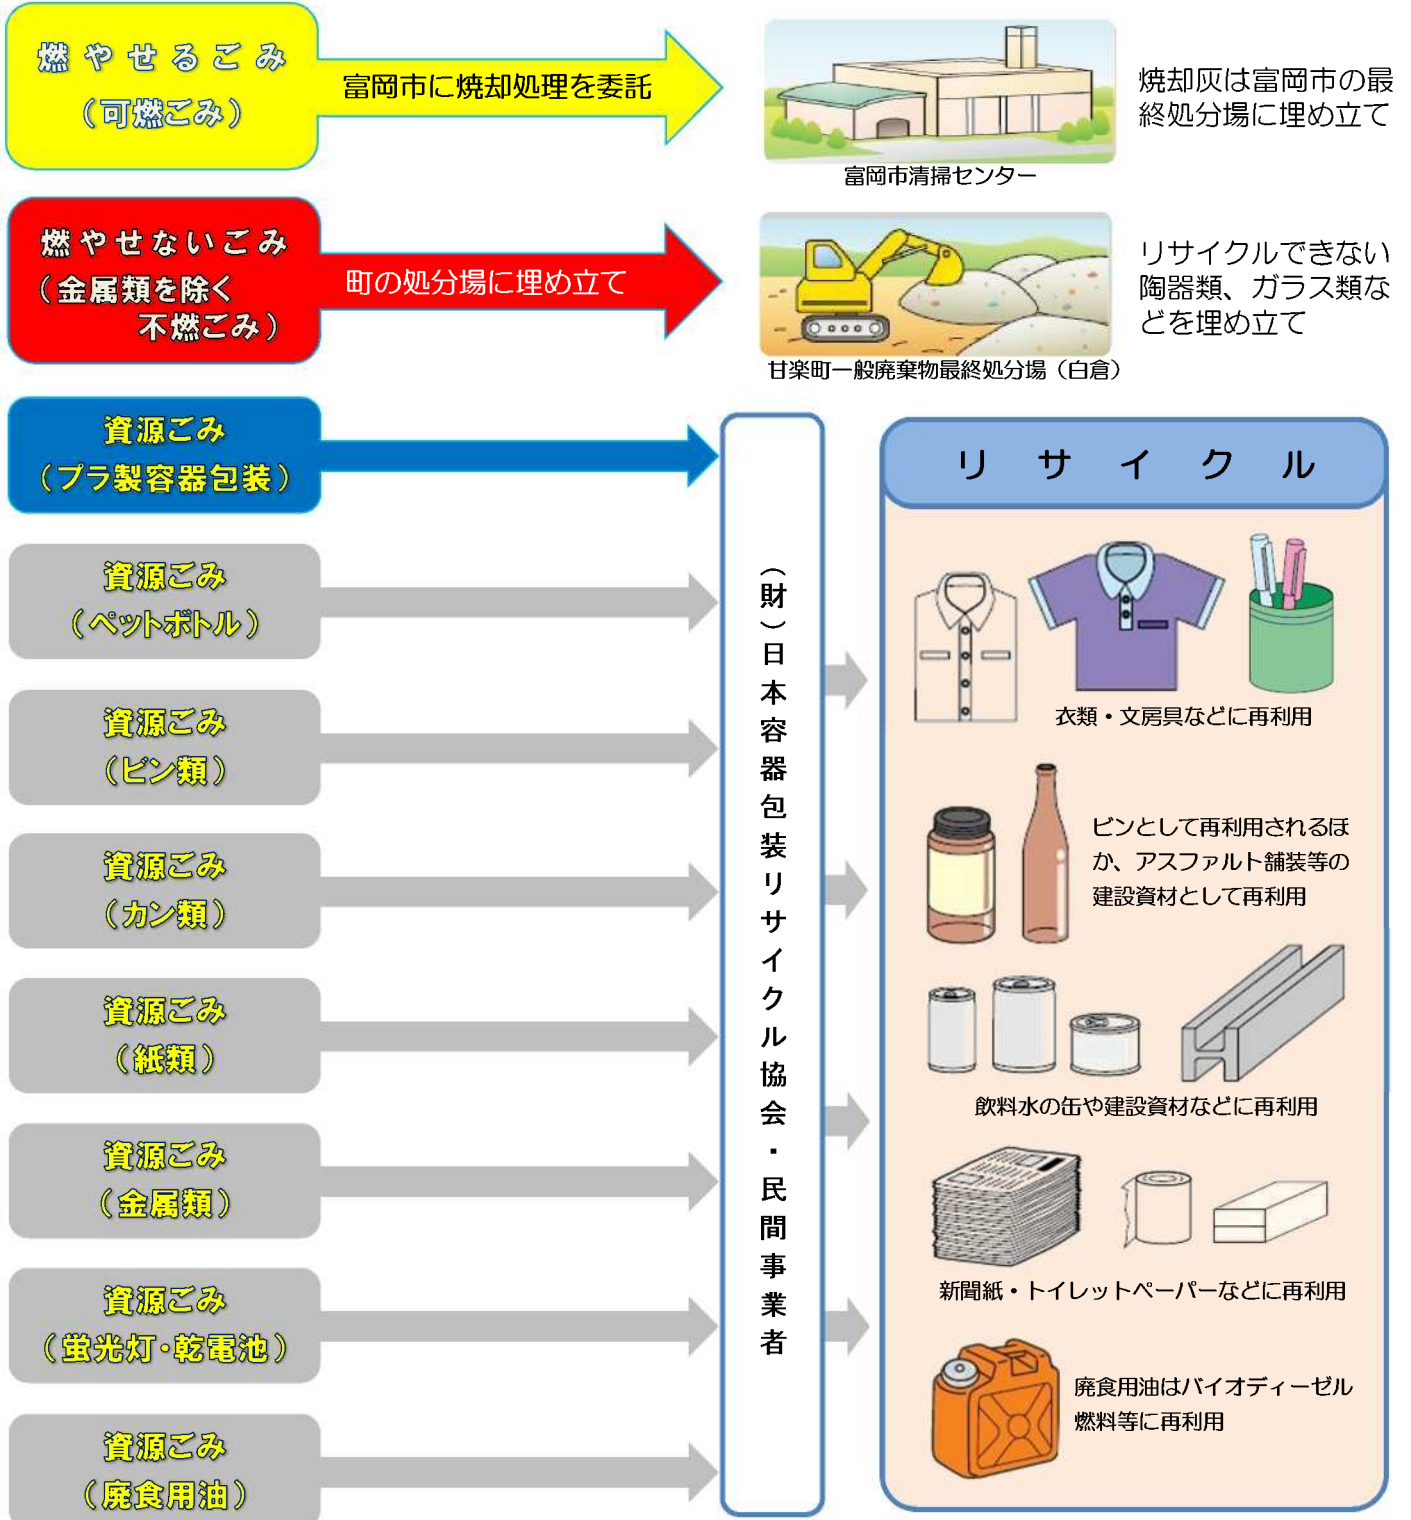 燃やせるごみ
（可燃ごみ）
富岡市に焼却処理を委託
富岡市清掃センター
焼却灰は富岡市の最
終処分場に埋め立て
燃やせないごみ
（金属類を除く
不燃ごみ）
町の処分場に埋め立て
甘楽町一般廃棄物最終処分場（白倉）
リサイクルできない
陶器類、ガラス類な
どを埋め立て
資源ごみ
（プラ製容器包装）
資源ごみ
（ペットボトル）
資源ごみ
（ビン類）
資源ごみ
（カン類）
資源ごみ
（紙類）
資源ごみ
（金属類）
資源ごみ
（蛍光灯・乾電池）
資源ごみ
（廃食用油）
（財）日本容器包装リサイクル協会・民間事業者
リサイクル
衣類・文房具などに再利用
ビンとして再利用されるほ
か、アスファルト舗装等の
建設資材として再利用
飲料水の缶や建設資材などに再利用
新聞紙・トイレットペーパーなどに再利用
廃食用油はバイオディーゼル
燃料等に再利用